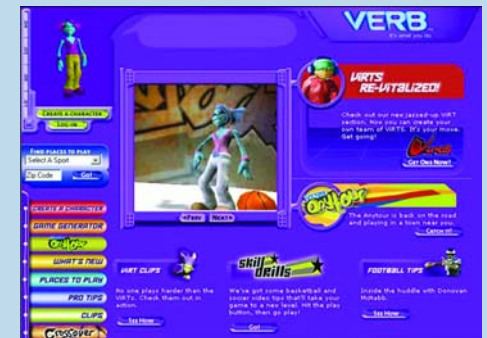 VERB
It's what you do.
CREATE A CHARACTER
LOG-IN
FIND PLACES TO PLAY
Select A Sport
Zip Code
Go!
CREATE A CHARACTER
GAME GENERATOR
Anytour
WHAT'S NEW
PLACES TO PLAY
PRO TIPS
CLIPS
Crossover
PREV
NEXT
VIRTS
RE-VITALIZED!
Check out our new jazzed-up VIRT
section. Now you can create your
own team of VIRTS. It's your move.
Get going!
GET ONE NOW!
Anytour
The Anytour is back on the road
and playing in a town near you.
CATCH IT!
VIRT CLIPS
No one plays harder than the
VIRTs. Check them out in
action.
SEE HOW
skill
drills
We've got some basketball and
soccer video tips that'll take your
game to a new level. Hit the play
button, then go play!
Go!
FOOTBALL TIPS
Inside the huddle with Donovan
McNabb.
SEE HOW